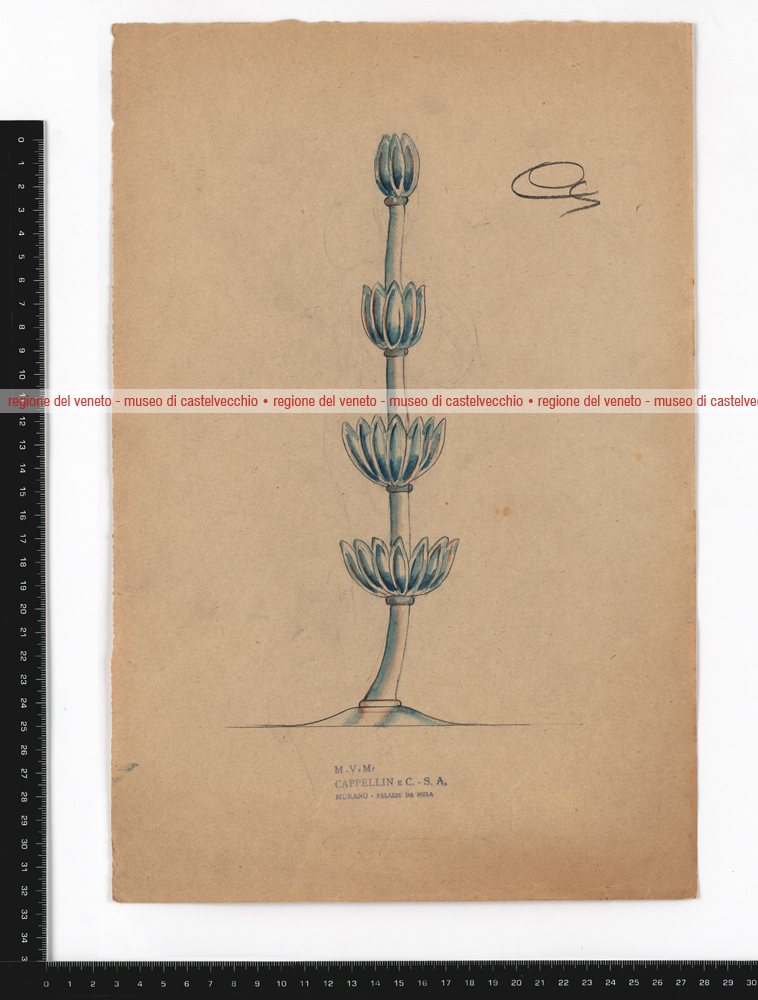 regione del veneto - museo di castelvecchio • regione del veneto - museo di castelvecchio • regione del veneto - museo di castelve
M.V.M.
CAPPELLIN E C. - S. A.
MURANO - PALAZZO DA MULA
0 1 2 3 4 5 6 7 8 9 10 11 12 13 14 15 16 17 18 19 20 21 22 23 24 25 26 27 28 29 30 31 32 33 34 3
0 1 2 3 4 5 6 7 8 9 10 11 12 13 14 15 16 17 18 19 20 21 22 23 24 25 26 27 28 29 30